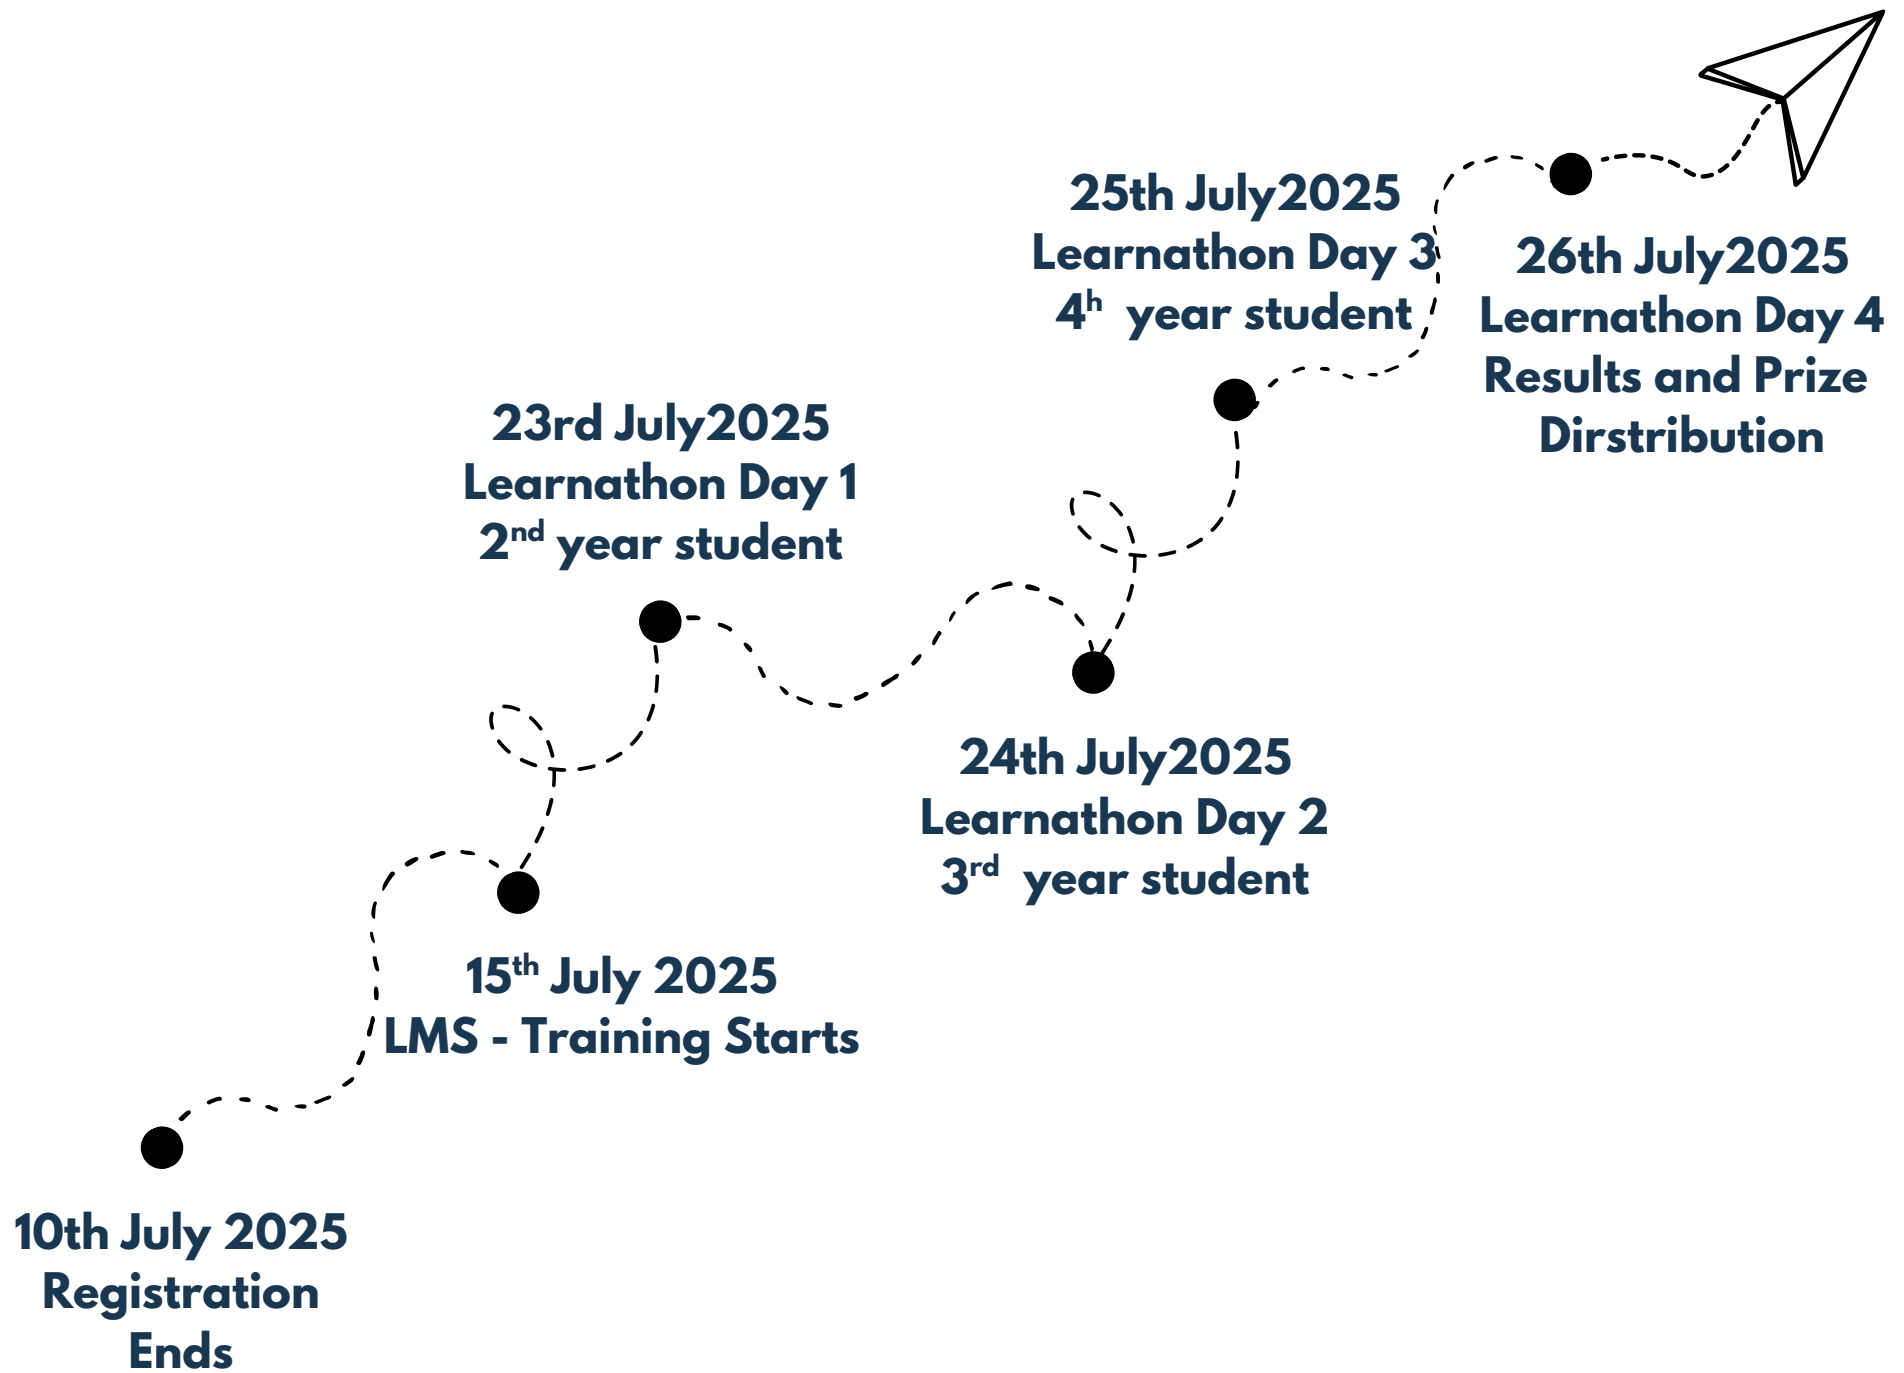 25th July2025
Learnathon Day 3
4h year student
26th July2025
Learnathon Day 4
Results and Prize
Dirstribution
23rd July2025
Learnathon Day 1
2nd year student
24th July2025
Learnathon Day 2
3rd year student
15th July 2025
LMS - Training Starts
10th July 2025
Registration
Ends